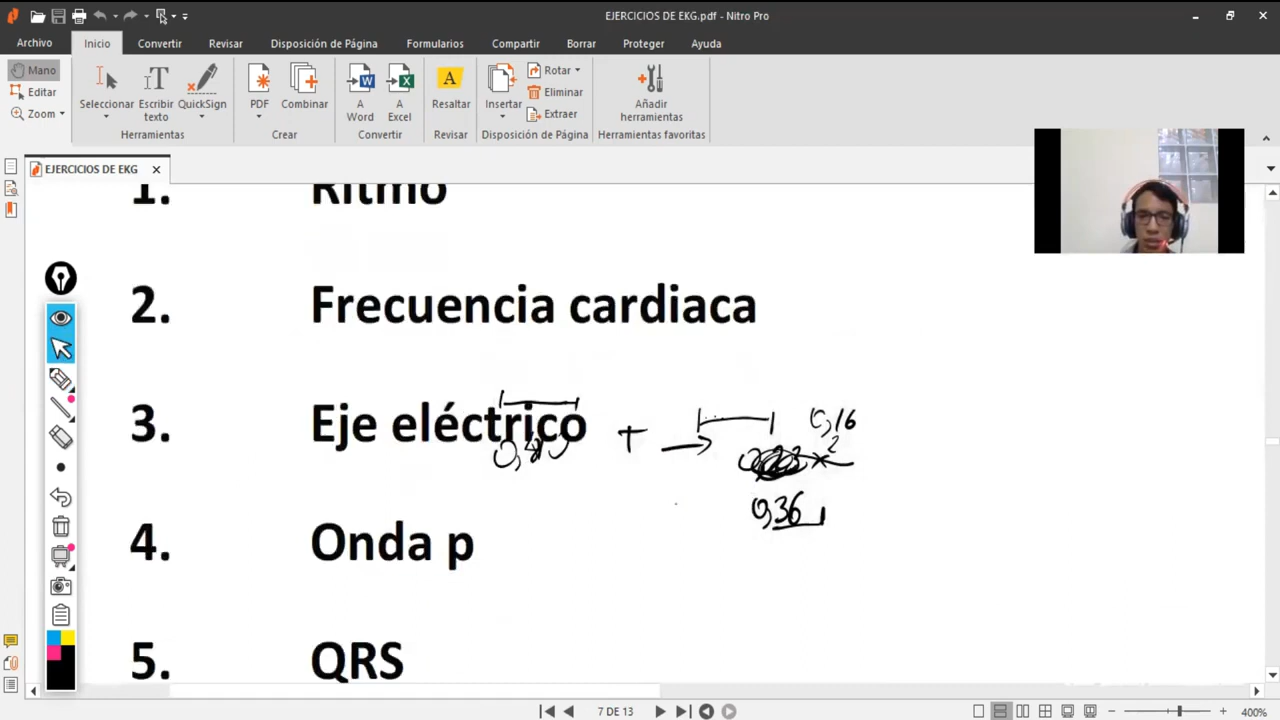 EJERCICIOS DE EKG.pdf - Nitro Pro
Archivo Inicio Convertir Revisar Disposición de Página Formularios Compartir Borrar Proteger Ayuda
Mano
Editar
Zoom
Seleccionar
Escribir texto
QuickSign
Herramientas
PDF
Combinar
Crear
A Word
A Excel
Convertir
Resaltar
Revisar
Insertar
Rotar
Eliminar
Extraer
Disposición de Página
Añadir herramientas
Herramientas favoritas
EJERCICIOS DE EKG
1. Ritmo
2. Frecuencia cardiaca
3. Eje eléctrico
+
0,16
0,36
4. Onda p
5. QRS
7 DE 13
400%